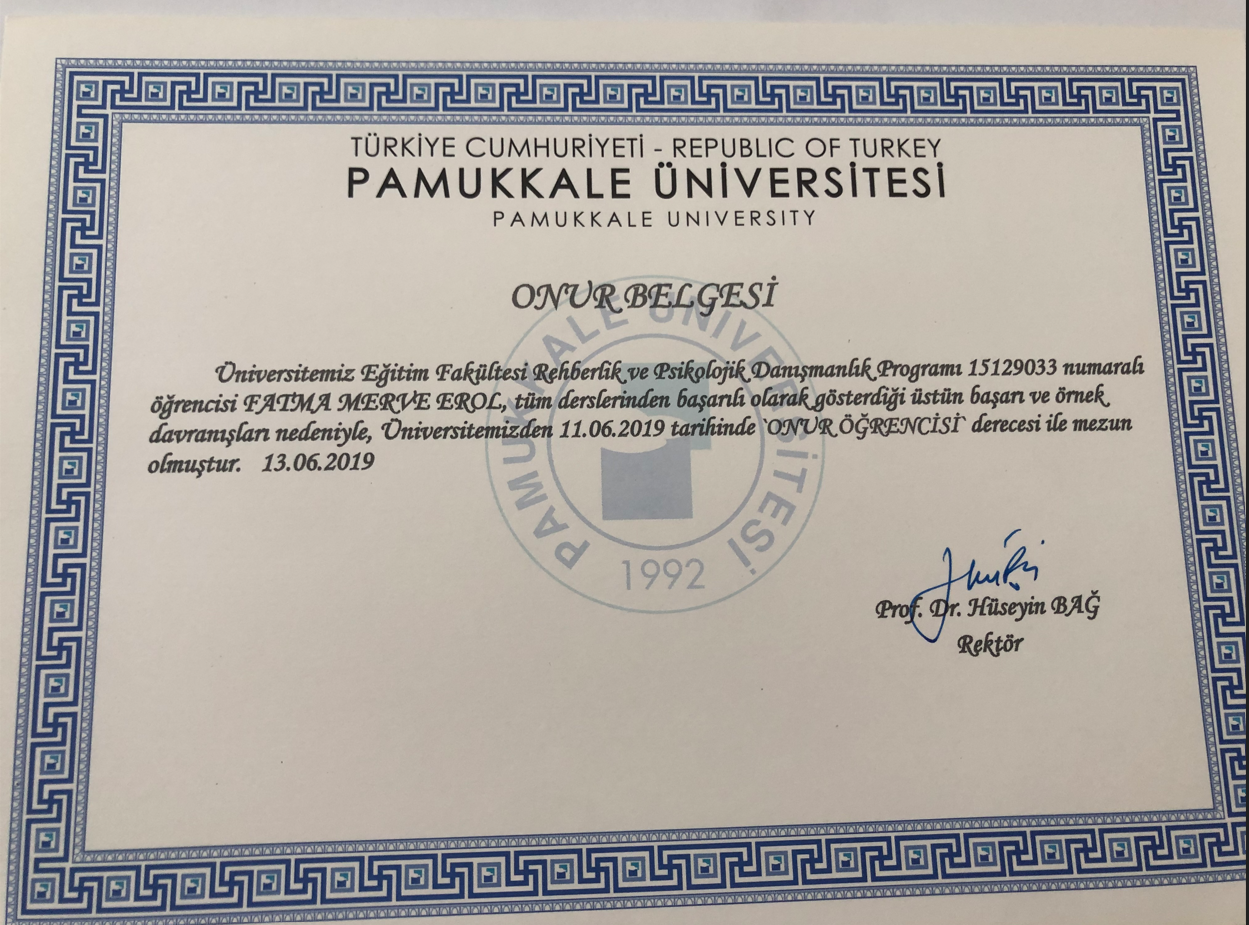 TÜRKİYE CUMHURİYETİ - REPUBLIC OF TURKEY
PAMUKKALE ÜNİVERSİTESİ
PAMUKKALE UNIVERSITY
ONUR BELGESİ
Üniversitemiz Eğitim Fakültesi Rehberlik ve Psikolojik Danışmanlık Programı 15129033 numaralı
öğrencisi FATMA MERVE EROL, tüm derslerinden başarılı olarak gösterdiği üstün başarı ve örnek
davranışları nedeniyle, Üniversitemizden 11.06.2019 tarihinde `ONUR ÖĞRENCİSİ` derecesi ile mezun
olmuştur. 13.06.2019
PAMUKKALE ÜNİVERSİTESİ
1992
Prof. Dr. Hüseyin BAĞ
Rektör